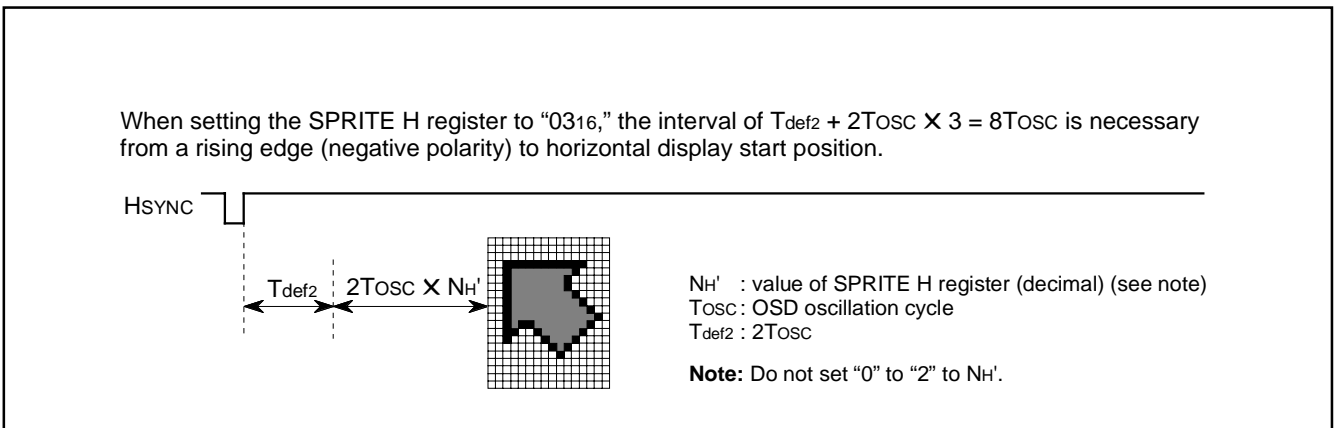 When setting the SPRITE H register to “0316,” the interval of Tdef2 + 2TOSC ✕ 3 = 8TOSC is necessary
from a rising edge (negative polarity) to horizontal display start position.
HSYNC
Tdef2 2TOSC ✕ NH'
NH' : value of SPRITE H register (decimal) (see note)
TOSC : OSD oscillation cycle
Tdef2 : 2TOSC
Note: Do not set “0” to “2” to NH'.